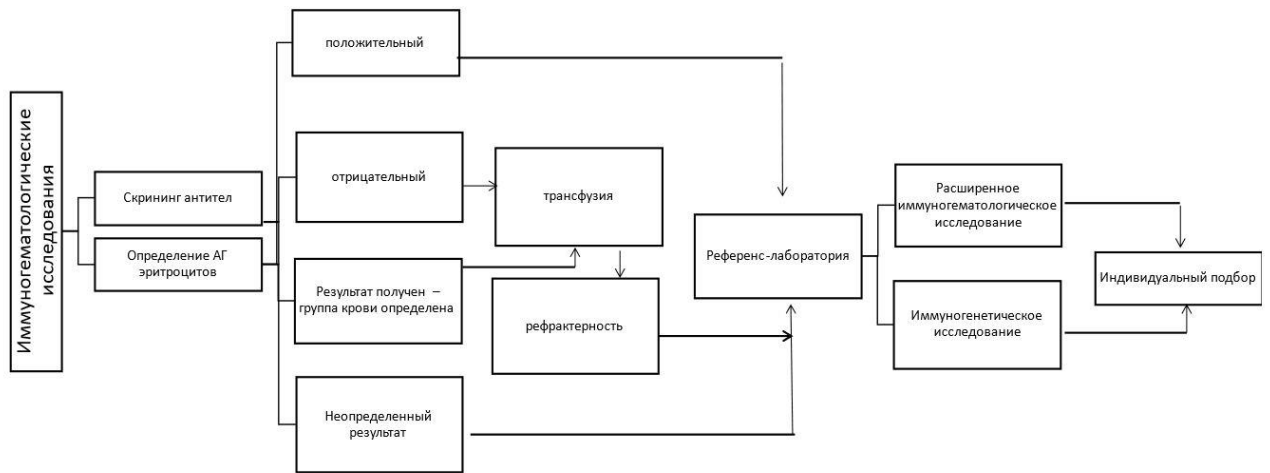 Иммуногематологические
исследования
Скрининг антител
Определение АГ
эритроцитов
положительный
отрицательный
Результат получен –
группа крови определена
Неопределенный
результат
трансфузия
рефрактерность
Референс-лаборатория
Расширенное
иммуногематологическое
исследование
Иммуногенетическое
исследование
Индивидуальный подбор